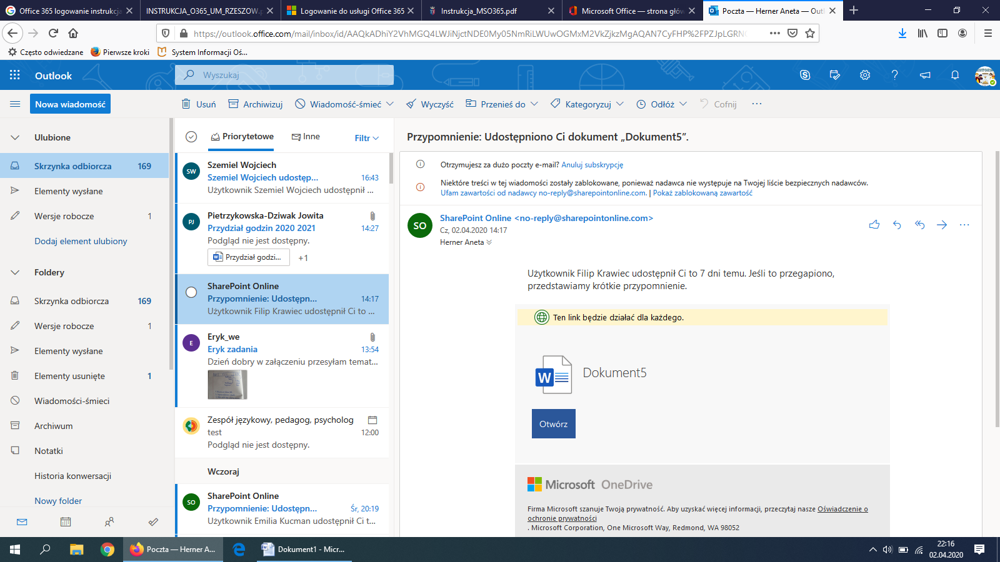 Office 365 logowanie instrukcja
INSTRUKCJA_O365_UM_RZESZOW.p
Logowanie do usługi Office 365
Instrukcja_MSO365.pdf
Microsoft Office — strona głów
Poczta — Herner Aneta — Outl
https://outlook.office.com/mail/inbox/id/AAQkADhiY2VhMGQ4LWJiNjctNDE0My05NmRiLWUwOGMxM2VkZjkzMgAQAN7CyFHP%2FPZJpLGRN
Często odwiedzane
Pierwsze kroki
System Informacji Oś...
Outlook
Wyszukaj
Nowa wiadomość
Usuń
Archiwizuj
Wiadomość-śmieć
Wyczyść
Przenieś do
Kategoryzuj
Odłóż
Cofnij
Ulubione
Skrzynka odbiorcza 169
Elementy wysłane
Wersje robocze 1
Dodaj element ulubiony
Foldery
Skrzynka odbiorcza 169
Wersje robocze 1
Elementy wysłane
Elementy usunięte 1
Wiadomości-śmieci
Archiwum
Notatki
Historia konwersacji
Nowy folder
Priorytetowe
Inne
Filtr
SW
Szemiel Wojciech
Szemiel Wojciech udostęp... 16:43
Użytkownik Szemiel Wojciech udostępnił ...
PJ
Pietrzykowska-Dziwak Jowita
Przydział godzin 2020 2021 14:27
Podgląd nie jest dostępny.
Przydział godzi... +1
SharePoint Online
Przypomnienie: Udostępn... 14:17
Użytkownik Filip Krawiec udostępnił Ci to ...
E
Eryk_we
Eryk zadania 13:54
Dzień dobry w załączeniu przesyłam temat...
Zespół językowy, pedagog, psycholog
test 12:00
Podgląd nie jest dostępny.
Wczoraj
SO
SharePoint Online
Przypomnienie: Udostępn... Śr, 20:19
Użytkownik Emilia Kucman udostępnił Ci t...
Przypomnienie: Udostępniono Ci dokument „Dokument5”.
Otrzymujesz za dużo poczty e-mail? Anuluj subskrypcję
Niektóre treści w tej wiadomości zostały zablokowane, ponieważ nadawca nie występuje na Twojej liście bezpiecznych nadawców.
Ufam zawartości od nadawcy no-reply@sharepointonline.com. | Pokaż zablokowaną zawartość
SO
SharePoint Online <no-reply@sharepointonline.com>
Cz, 02.04.2020 14:17
Herner Aneta
Użytkownik Filip Krawiec udostępnił Ci to 7 dni temu. Jeśli to przegapiono,
przedstawiamy krótkie przypomnienie.
Ten link będzie działać dla każdego.
W
Dokument5
Otwórz
Microsoft OneDrive
Firma Microsoft szanuje Twoją prywatność. Aby uzyskać więcej informacji, przeczytaj nasze Oświadczenie o
ochronie prywatności
. Microsoft Corporation, One Microsoft Way, Redmond, WA 98052
Poczta — Herner A...
Dokument1 - Micr...
22:16
02.04.2020